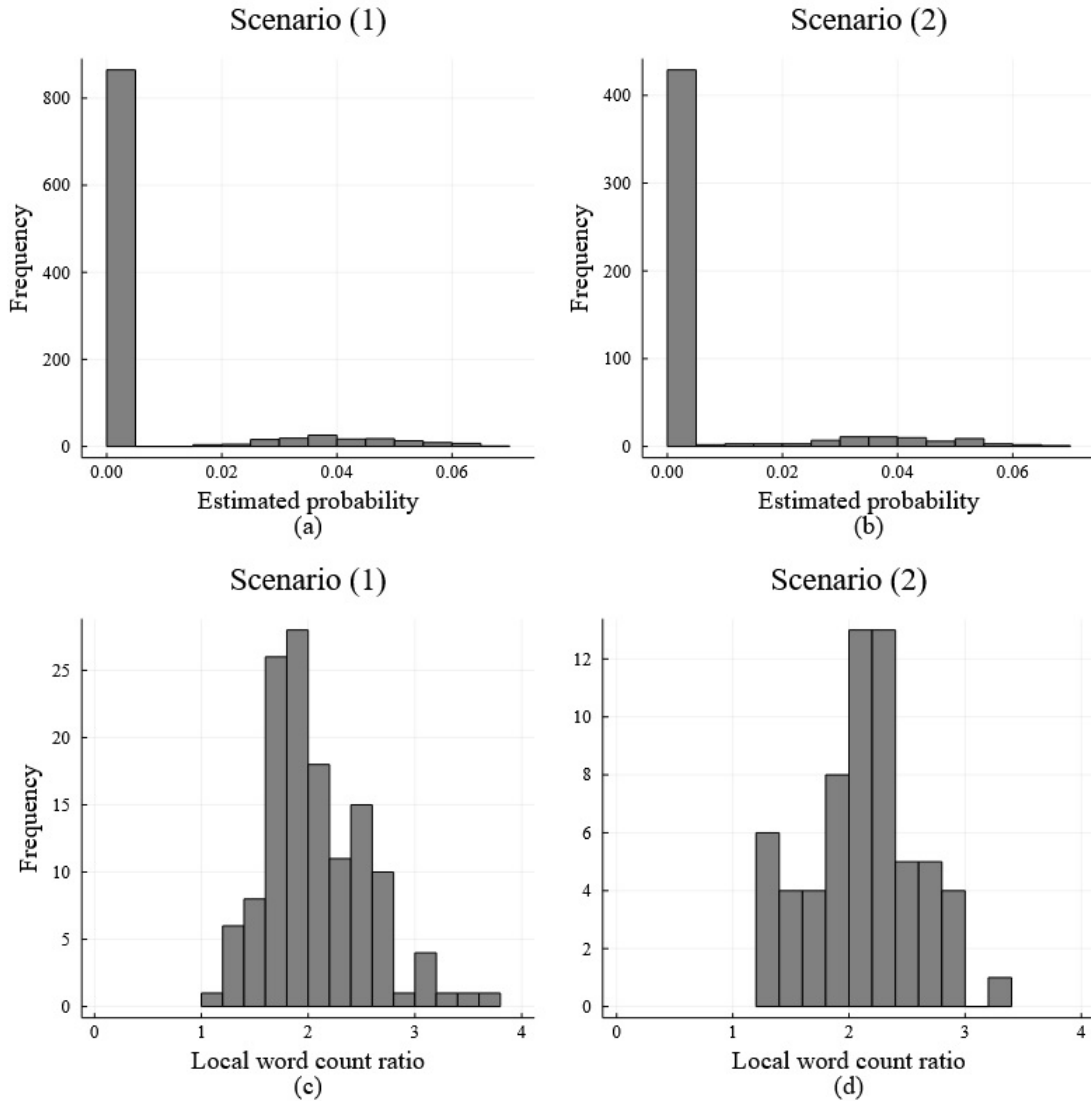 Scenario (1)
Scenario (2)
Frequency
800
600
400
200
0
0.00 0.02 0.04 0.06
Estimated probability
(a)
Frequency
400
300
200
100
0
0.00 0.02 0.04 0.06
Estimated probability
(b)
Scenario (1)
Scenario (2)
Frequency
25
20
15
10
5
0
0 1 2 3 4
Local word count ratio
(c)
12
10
8
6
4
2
0
0 1 2 3 4
Local word count ratio
(d)